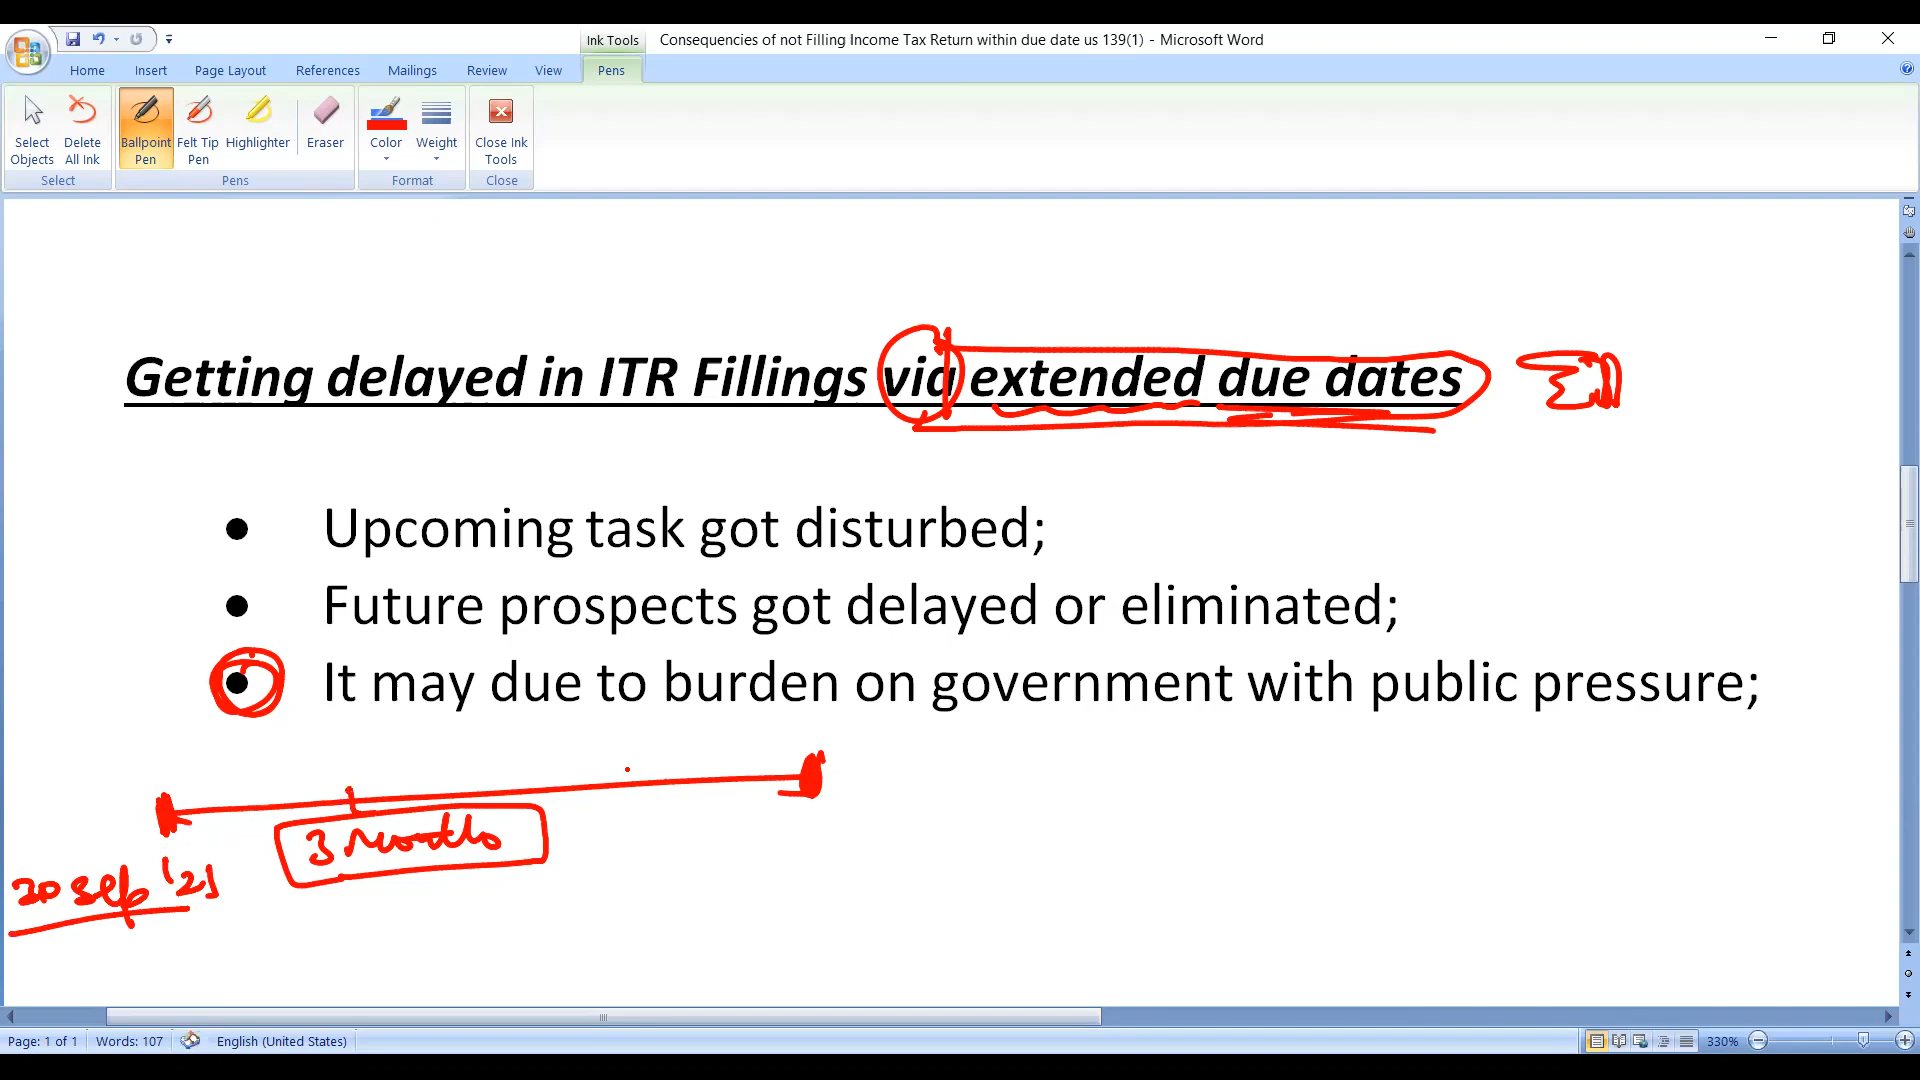 Ink Tools
Consequencies of not Filling Income Tax Return within due date us 139(1) - Microsoft Word
Home Insert Page Layout References Mailings Review View Pens
Select Objects
Delete All Ink
Ballpoint Pen
Felt Tip Pen
Highlighter
Eraser
Color
Weight
Close Ink Tools
Select Pens Format Close
Getting delayed in ITR Fillings via extended due dates
Upcoming task got disturbed;
Future prospects got delayed or eliminated;
It may due to burden on government with public pressure;
3 Months
30 Sep '21
Page: 1 of 1 Words: 107 English (United States) 330%